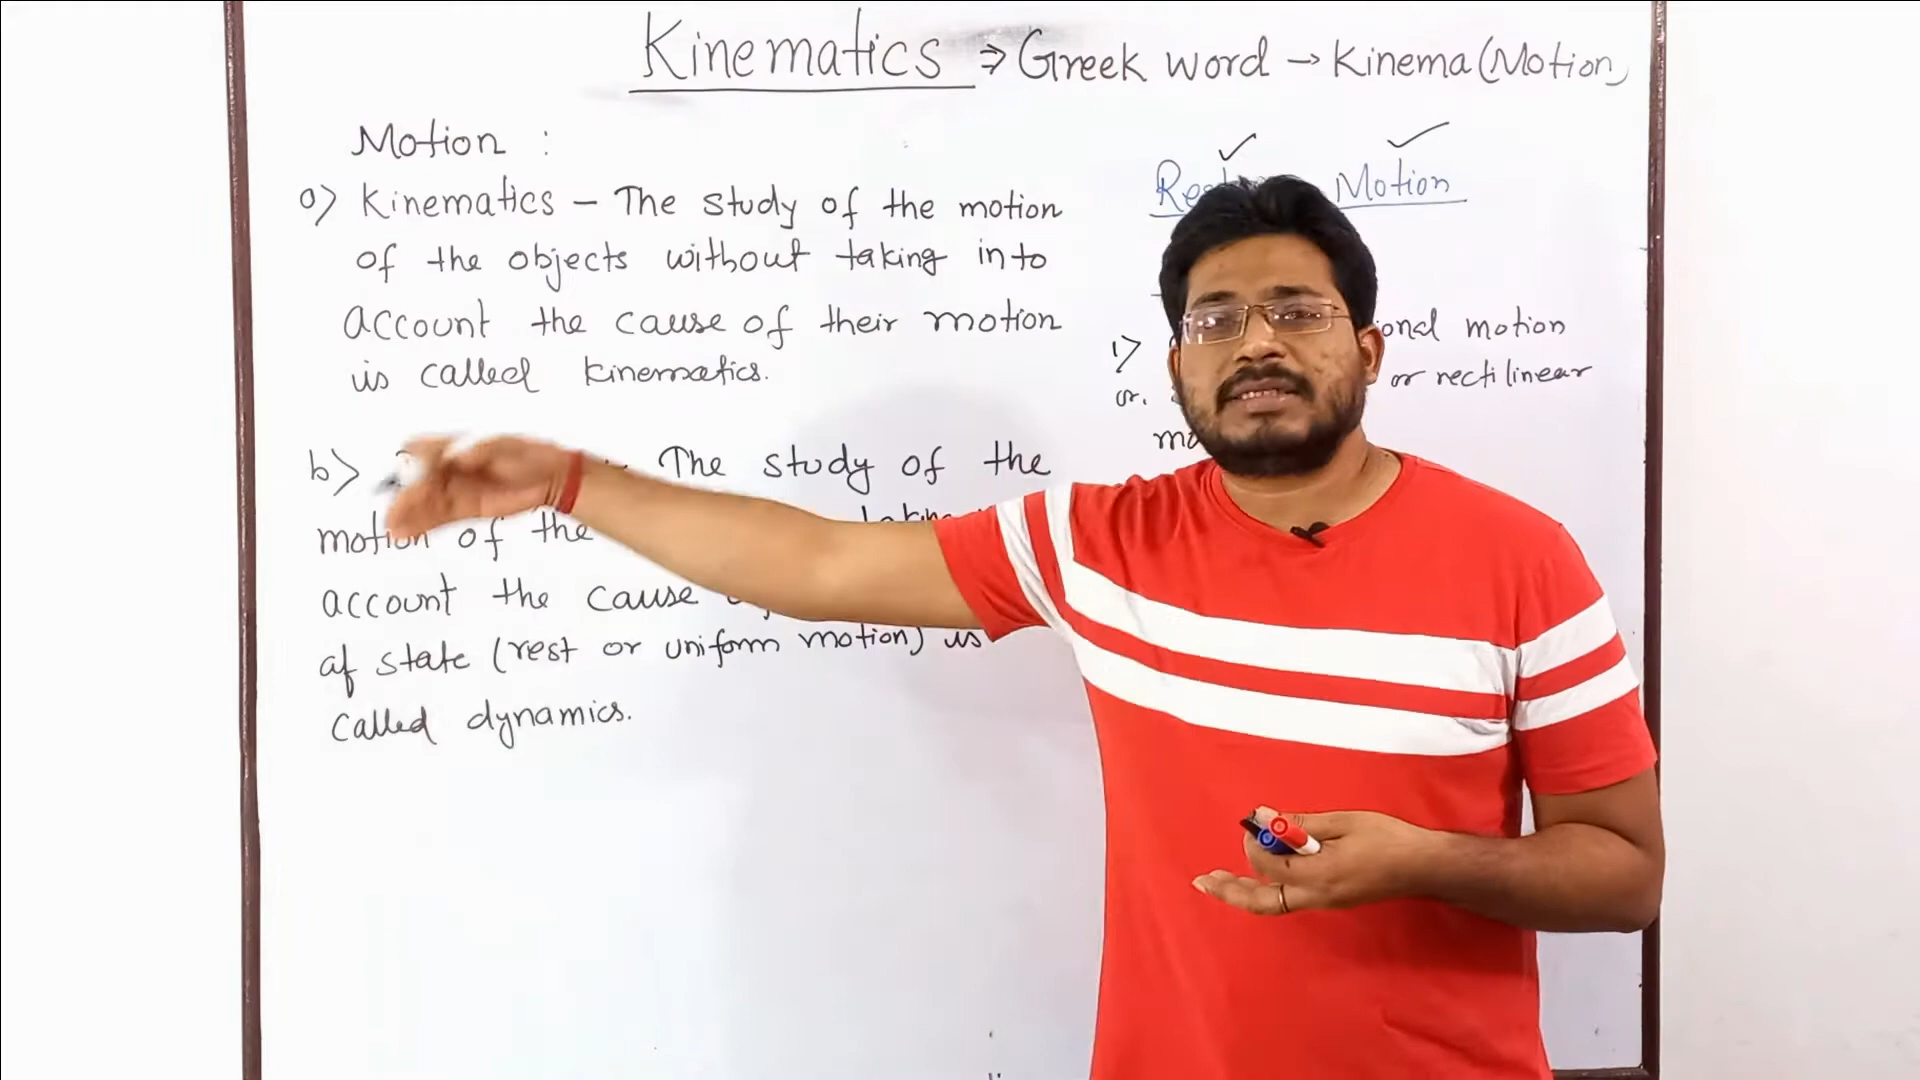 Kinematics ⇒ Greek word → Kinema (Motion)
Motion :
a) Kinematics – The study of the motion
of the objects without taking into
account the cause of their motion
is called kinematics.
b) The study of the
motion of the
account the cause
of state (rest or uniform motion) is
called dynamics.
Motion
1) motion
or. or rectilinear